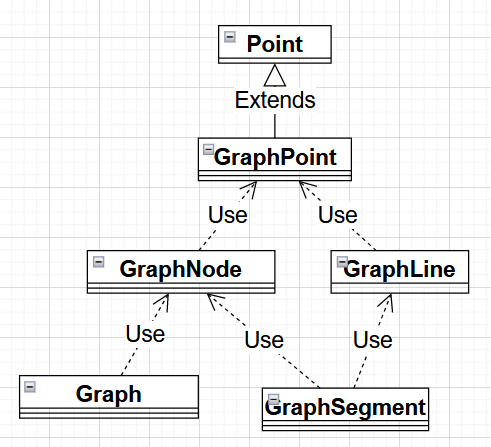 Point
Extends
GraphPoint
Use
Use
GraphNode
GraphLine
Use
Use
Use
Graph
GraphSegment